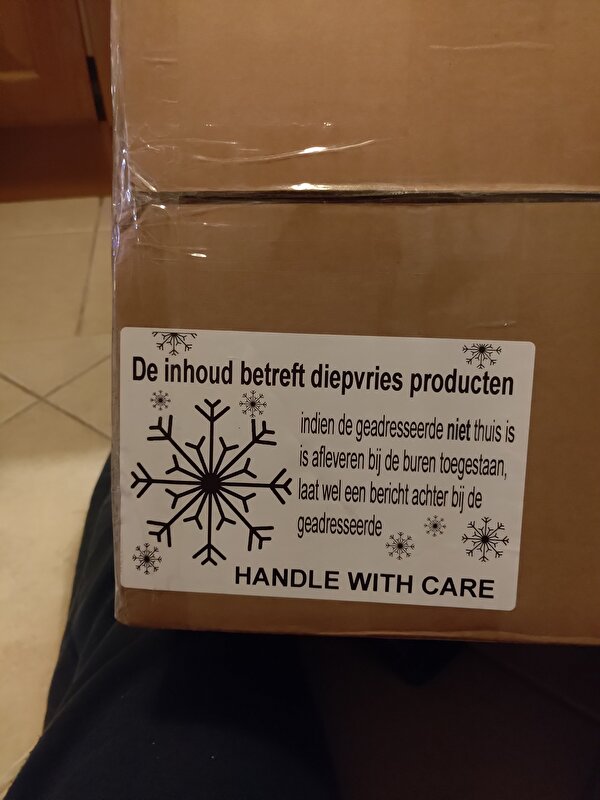 De inhoud betreft diepvries producten
indien de geadresseerde niet thuis is
is afleveren bij de buren toegestaan,
laat wel een bericht achter bij de
geadresseerde
HANDLE WITH CARE